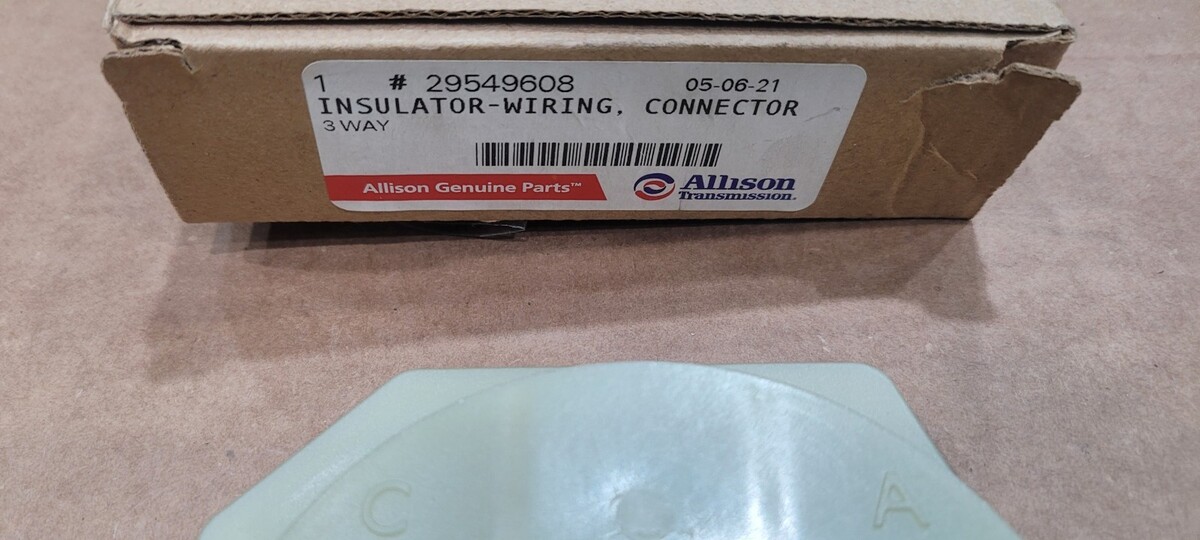 1 # 29549608 05-06-21
INSULATOR-WIRING, CONNECTOR
3 WAY
Allison Genuine Parts™ Allison
Transmission®
C A